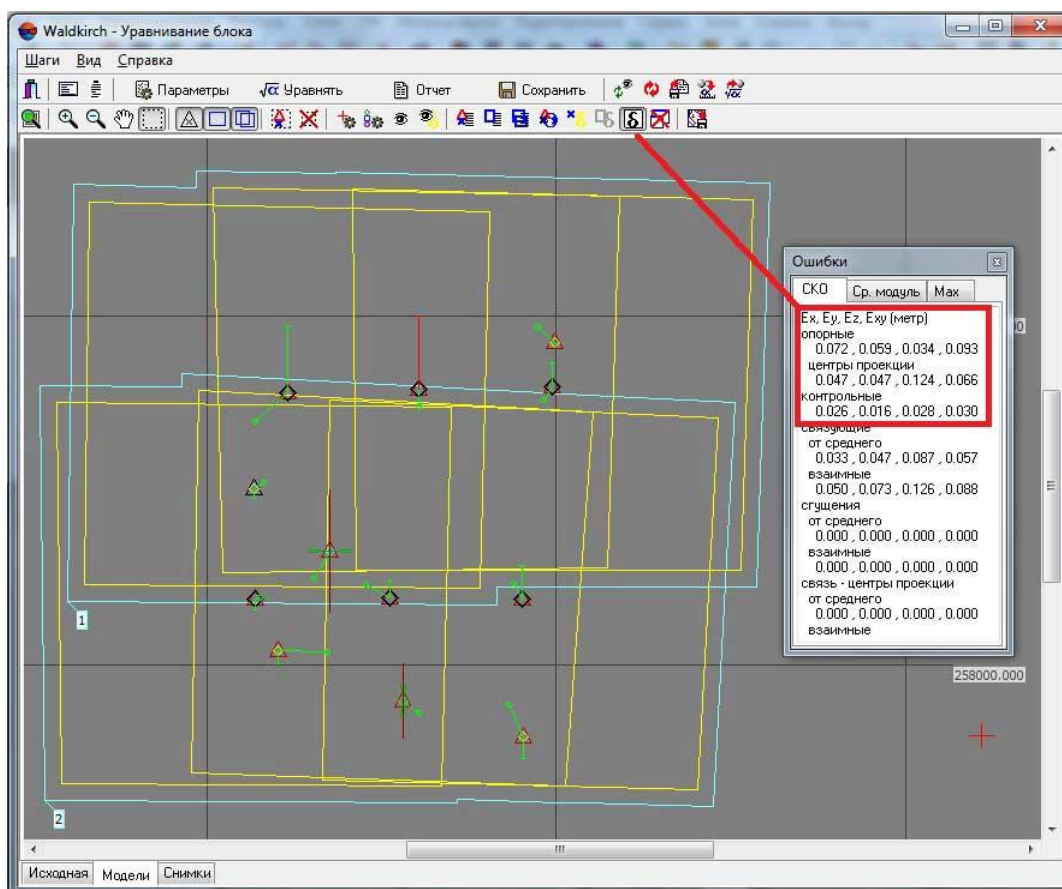 Waldkirch - Уравнивание блока
Шаги Вид Справка
Параметры √α Уравнять Отчет Сохранить
Ошибки
СКО Ср. модуль Max
Ex, Ey, Ez, Exy (метр)
опорные
0.072 , 0.059 , 0.034 , 0.093
центры проекции
0.047 , 0.047 , 0.124 , 0.066
контрольные
0.026 , 0.016 , 0.028 , 0.030
связующие
от среднего
0.033 , 0.047 , 0.087 , 0.057
взаимные
0.050 , 0.073 , 0.126 , 0.088
сгущения
от среднего
0.000 , 0.000 , 0.000 , 0.000
взаимные
0.000 , 0.000 , 0.000 , 0.000
связь - центры проекции
от среднего
0.000 , 0.000 , 0.000 , 0.000
взаимные
1
258000.000
2
Исходная Модели Снимки